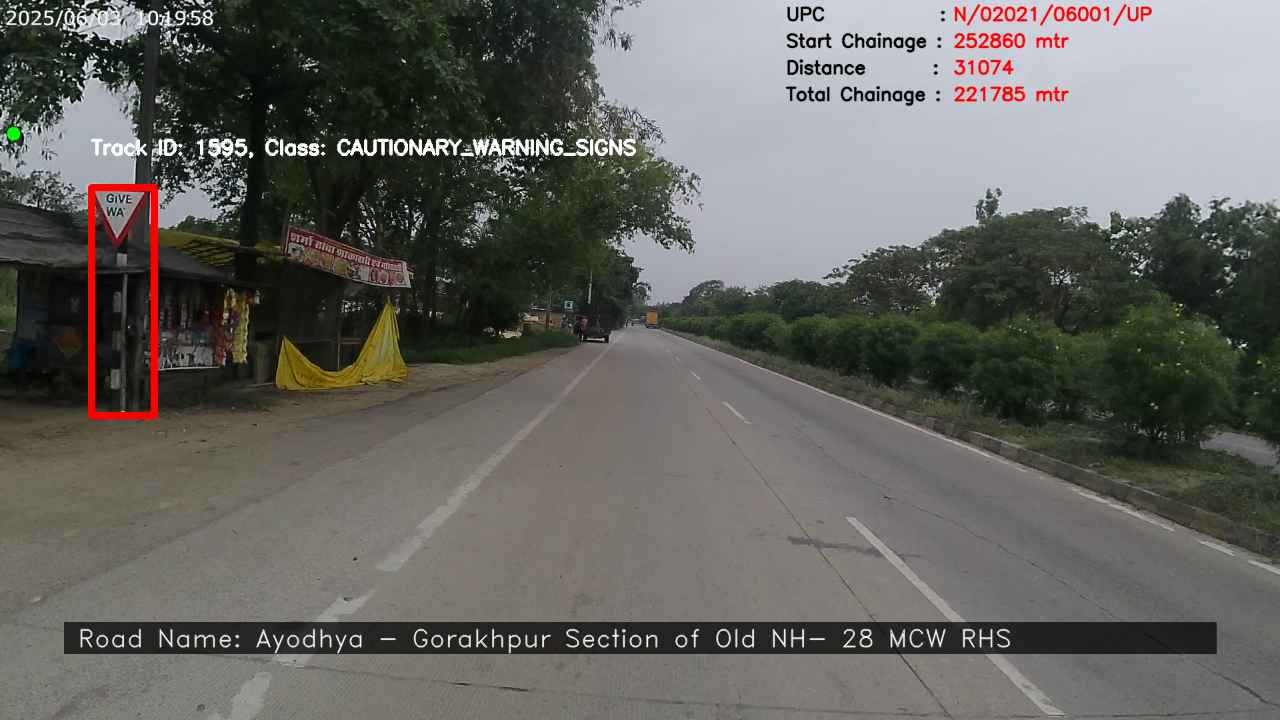 2025/06/03, 10:19:58
UPC : N/02021/06001/UP
Start Chainage : 252860 mtr
Distance : 31074
Total Chainage : 221785 mtr
Track ID: 1595, Class: CAUTIONARY_WARNING_SIGNS
GIVE
WA
शर्मा ढाबा शाकाहारी एवं
Road Name: Ayodhya - Gorakhpur Section of Old NH- 28 MCW RHS